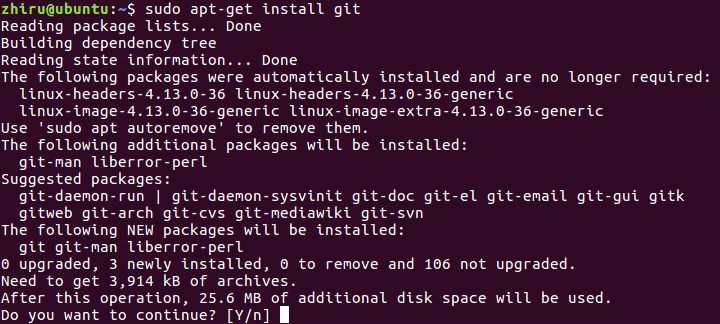 zhiru@ubuntu:~$ sudo apt-get install git
Reading package lists... Done
Building dependency tree
Reading state information... Done
The following packages were automatically installed and are no longer required:
  linux-headers-4.13.0-36 linux-headers-4.13.0-36-generic
  linux-image-4.13.0-36-generic linux-image-extra-4.13.0-36-generic
Use 'sudo apt autoremove' to remove them.
The following additional packages will be installed:
  git-man liberror-perl
Suggested packages:
  git-daemon-run | git-daemon-sysvinit git-doc git-el git-email git-gui gitk
  gitweb git-arch git-cvs git-mediawiki git-svn
The following NEW packages will be installed:
  git git-man liberror-perl
0 upgraded, 3 newly installed, 0 to remove and 106 not upgraded.
Need to get 3,914 kB of archives.
After this operation, 25.6 MB of additional disk space will be used.
Do you want to continue? [Y/n]